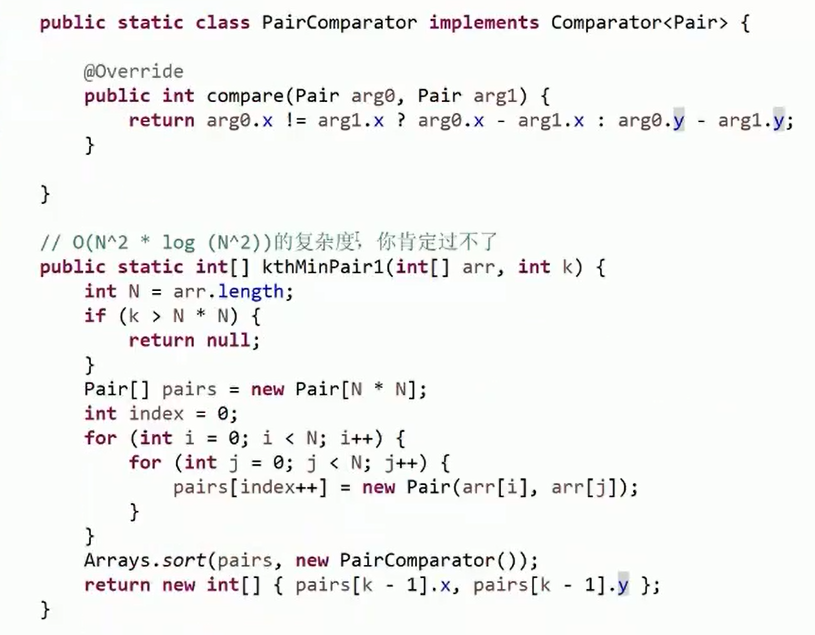 public static class PairComparator implements Comparator<Pair> {
@Override
public int compare(Pair arg0, Pair arg1) {
return arg0.x != arg1.x ? arg0.x - arg1.x : arg0.y - arg1.y;
}
}
// O(N^2 * log (N^2))的复杂度，你肯定过不了
public static int[] kthMinPair1(int[] arr, int k) {
int N = arr.length;
if (k > N * N) {
return null;
}
Pair[] pairs = new Pair[N * N];
int index = 0;
for (int i = 0; i < N; i++) {
for (int j = 0; j < N; j++) {
pairs[index++] = new Pair(arr[i], arr[j]);
}
}
Arrays.sort(pairs, new PairComparator());
return new int[] { pairs[k - 1].x, pairs[k - 1].y };
}